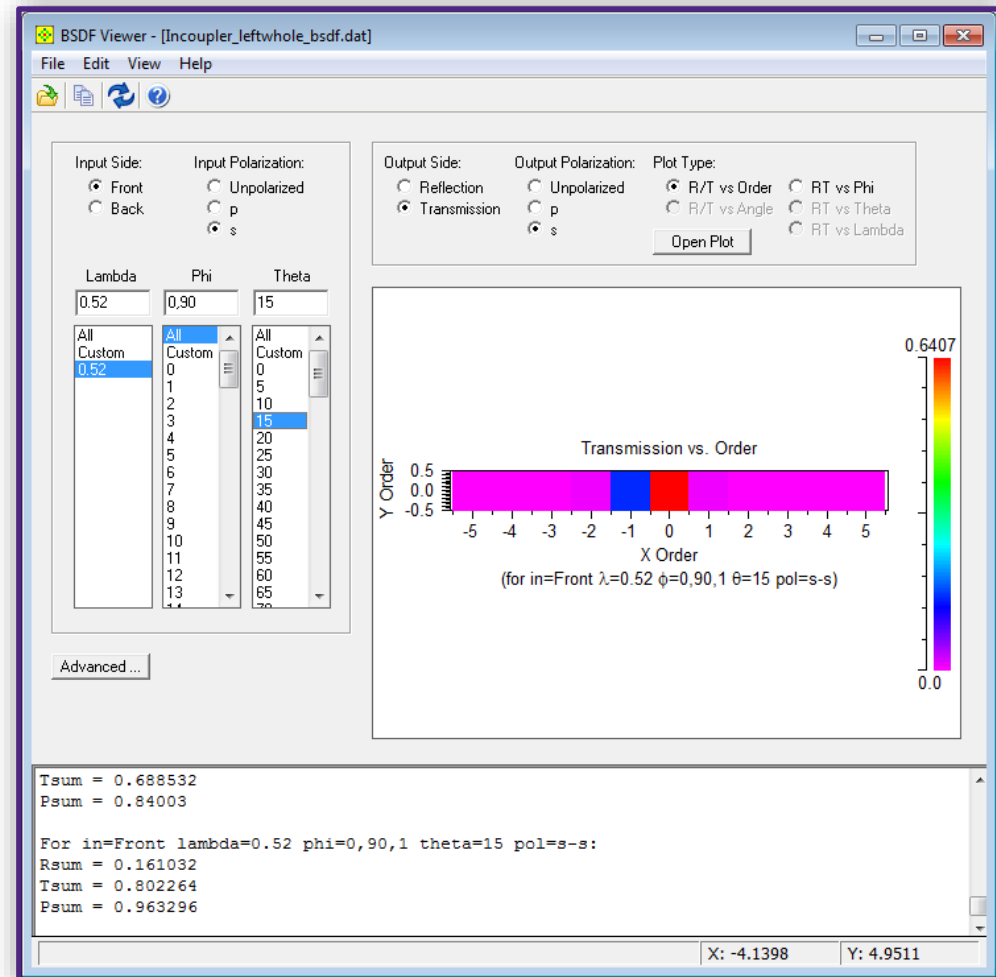 BSDF Viewer - [Incoupler_leftwhole_bsdf.dat]
File Edit View Help
Input Side:
Front
Back
Input Polarization:
Unpolarized
p
s
Lambda
0.52
All
Custom
0.52
Phi
0,90
All
Custom
0
1
2
3
4
5
6
7
8
9
10
11
12
13
14
Theta
15
All
Custom
0
5
10
15
20
25
30
35
40
45
50
55
60
65
70
Advanced ...
Output Side:
Reflection
Transmission
Output Polarization:
Unpolarized
p
s
Plot Type:
R/T vs Order
R/T vs Angle
RT vs Phi
RT vs Theta
RT vs Lambda
Open Plot
0.6407
0.0
Transmission vs. Order
Y Order
0.5
0.0
-0.5
-5 -4 -3 -2 -1 0 1 2 3 4 5
X Order
(for in=Front λ=0.52 ϕ=0,90,1 θ=15 pol=s-s)
Tsum = 0.688532
Psum = 0.84003
For in=Front lambda=0.52 phi=0,90,1 theta=15 pol=s-s:
Rsum = 0.161032
Tsum = 0.802264
Psum = 0.963296
X: -4.1398
Y: 4.9511